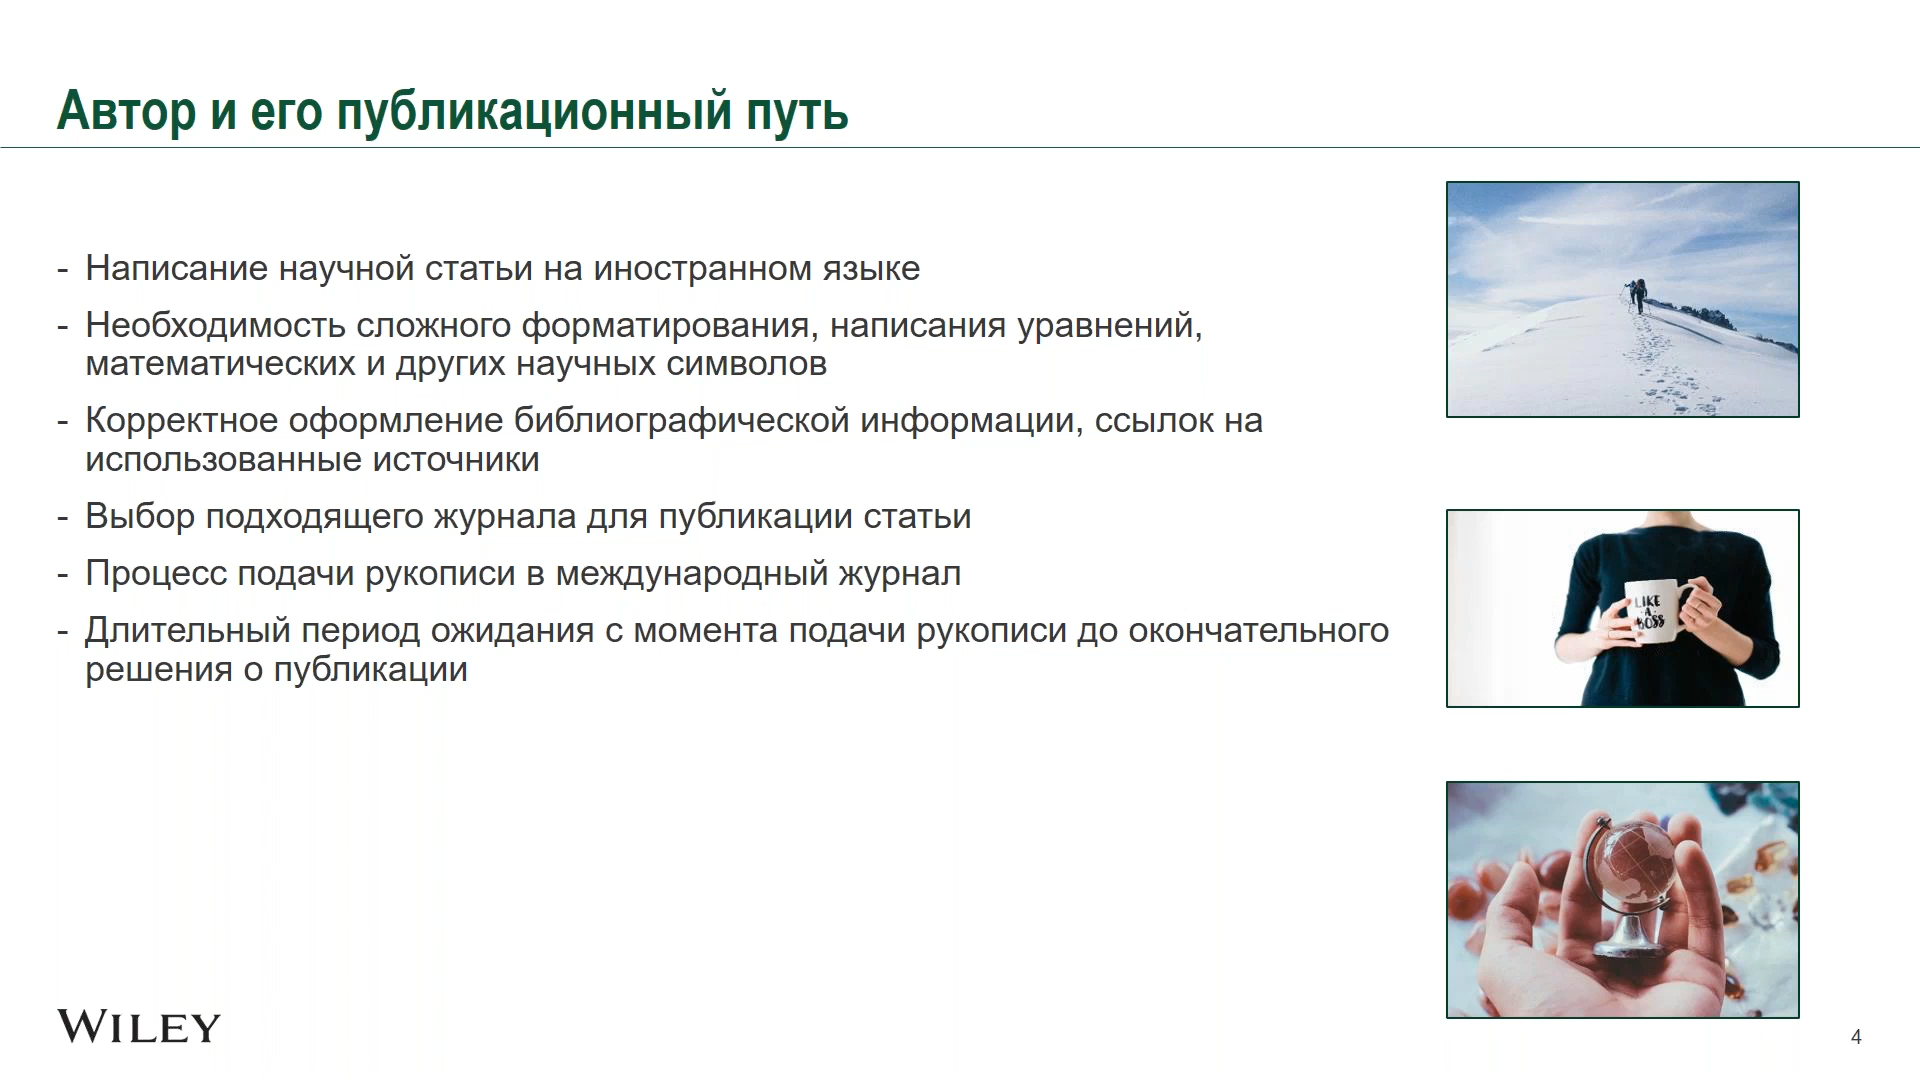 Автор и его публикационный путь
- Написание научной статьи на иностранном языке
- Необходимость сложного форматирования, написания уравнений,
математических и других научных символов
- Корректное оформление библиографической информации, ссылок на
использованные источники
- Выбор подходящего журнала для публикации статьи
- Процесс подачи рукописи в международный журнал
- Длительный период ожидания с момента подачи рукописи до окончательного
решения о публикации
LIKE
·A·
BOSS
WILEY
4